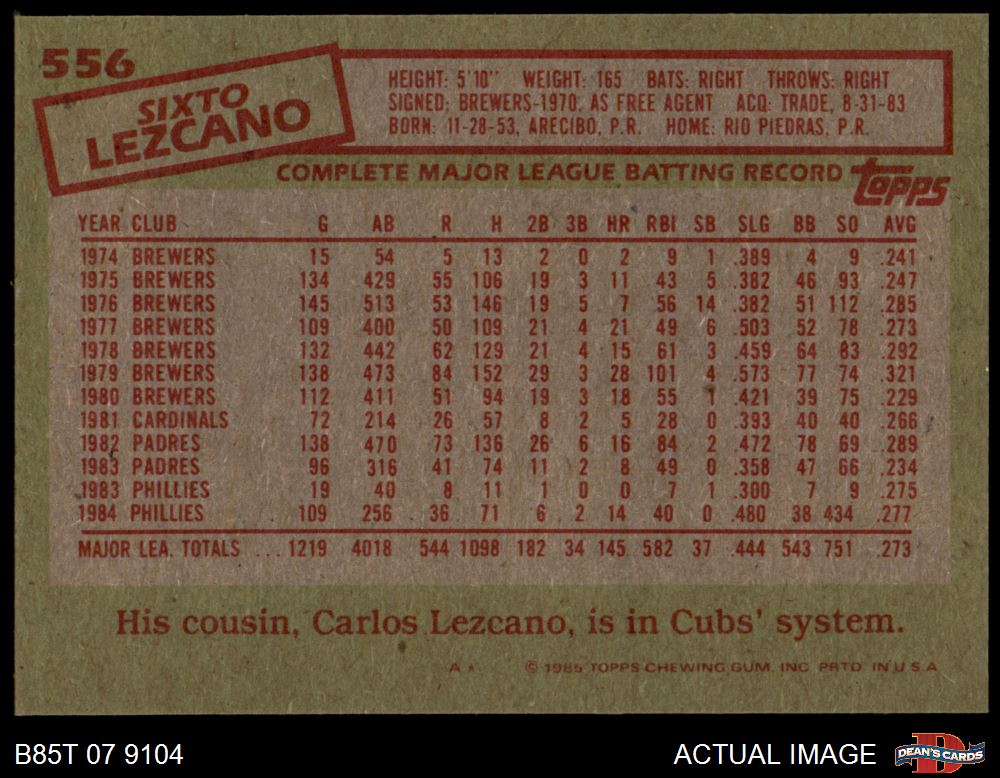 556
SIXTO
LEZCANO
HEIGHT: 5'10" WEIGHT: 165 BATS: RIGHT THROWS: RIGHT
SIGNED: BREWERS-1970, AS FREE AGENT ACQ: TRADE, 8-31-83
BORN: 11-28-53, ARECIBO, P.R. HOME: RIO PIEDRAS, P.R.
COMPLETE MAJOR LEAGUE BATTING RECORD topps
YEAR CLUB G AB R H 2B 3B HR RBI SB SLG BB SO AVG
1974 BREWERS 15 54 5 13 2 0 2 9 1 .389 4 9 .241
1975 BREWERS 134 429 55 106 19 3 11 43 5 .382 46 93 .247
1976 BREWERS 145 513 53 146 19 5 7 56 14 .382 51 112 .285
1977 BREWERS 109 400 50 109 21 4 21 49 6 .503 52 78 .273
1978 BREWERS 132 442 62 129 21 4 15 61 3 .459 64 83 .292
1979 BREWERS 138 473 84 152 29 3 28 101 4 .573 77 74 .321
1980 BREWERS 112 411 51 94 19 3 18 55 1 .421 39 75 .229
1981 CARDINALS 72 214 26 57 8 2 5 28 0 .393 40 40 .266
1982 PADRES 138 470 73 136 26 6 16 84 2 .472 78 69 .289
1983 PADRES 96 316 41 74 11 2 8 49 0 .358 47 66 .234
1983 PHILLIES 19 40 8 11 1 0 0 7 1 .300 7 9 .275
1984 PHILLIES 109 256 36 71 6 2 14 40 0 .480 38 434 .277
MAJOR LEA. TOTALS ... 1219 4018 544 1098 182 34 145 582 37 .444 543 751 .273
His cousin, Carlos Lezcano, is in Cubs' system.
A * © 1985 TOPPS CHEWING GUM, INC. PRTD. IN U.S.A.
B85T 07 9104 ACTUAL IMAGE DEAN'S CARDS